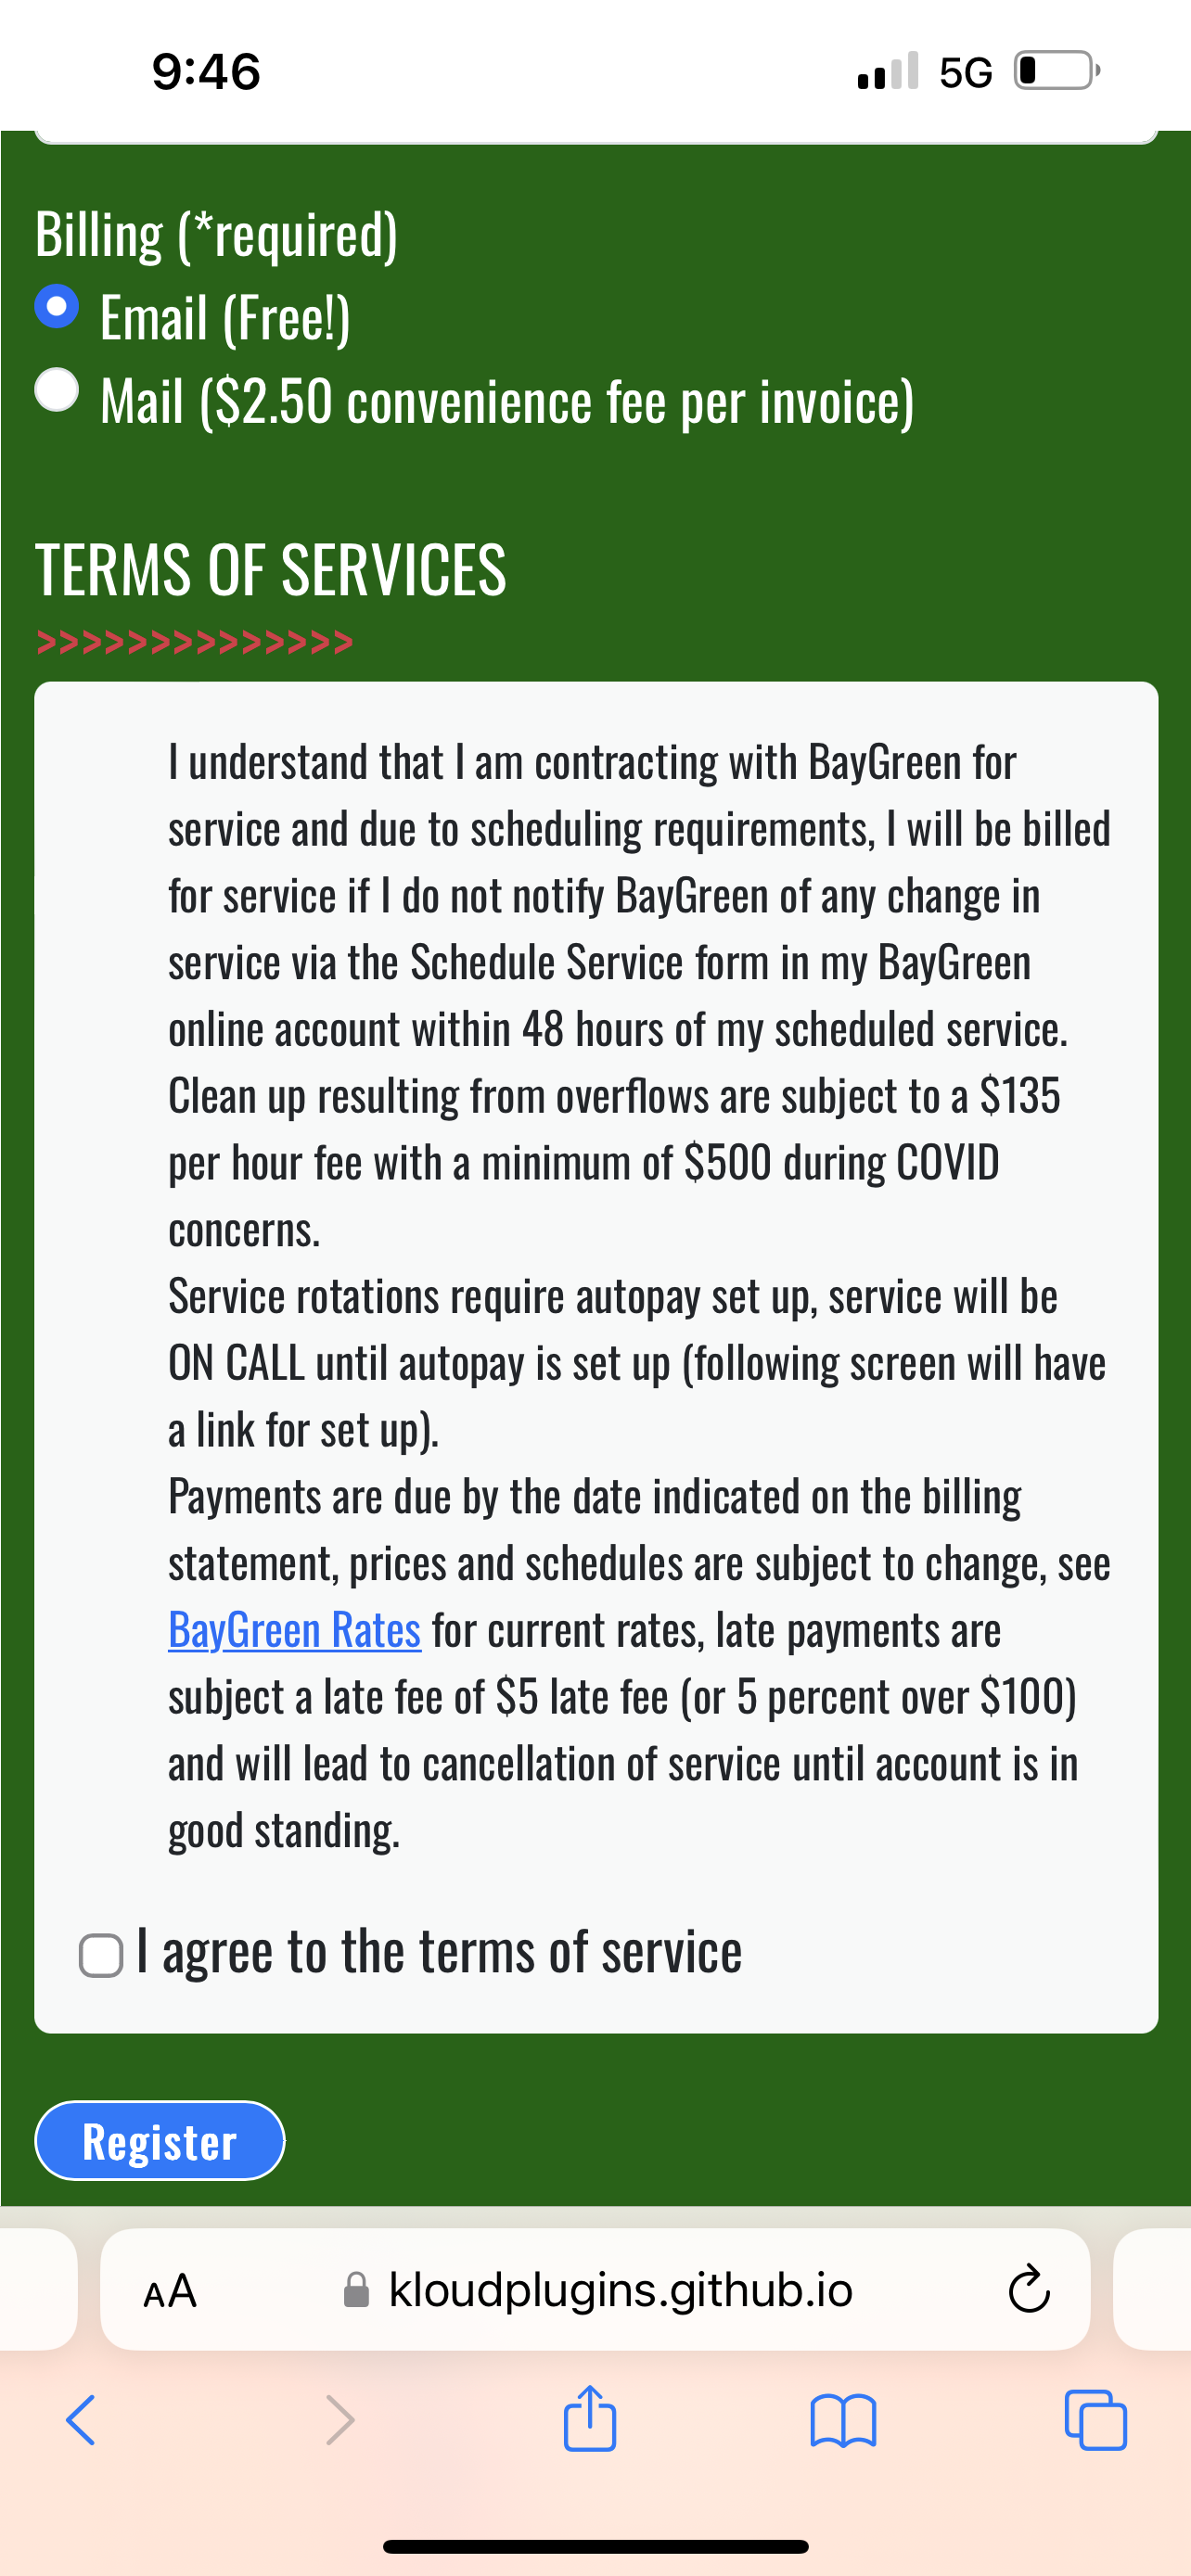 9:46
5G
Billing (*required)
Email (Free!)
Mail ($2.50 convenience fee per invoice)
TERMS OF SERVICES
>>>>>>>>>>>>>>
I understand that I am contracting with BayGreen for
service and due to scheduling requirements, I will be billed
for service if I do not notify BayGreen of any change in
service via the Schedule Service form in my BayGreen
online account within 48 hours of my scheduled service.
Clean up resulting from overflows are subject to a $135
per hour fee with a minimum of $500 during COVID
concerns.
Service rotations require autopay set up, service will be
ON CALL until autopay is set up (following screen will have
a link for set up).
Payments are due by the date indicated on the billing
statement, prices and schedules are subject to change, see
BayGreen Rates for current rates, late payments are
subject a late fee of $5 late fee (or 5 percent over $100)
and will lead to cancellation of service until account is in
good standing.
I agree to the terms of service
Register
AA
kloudplugins.github.io